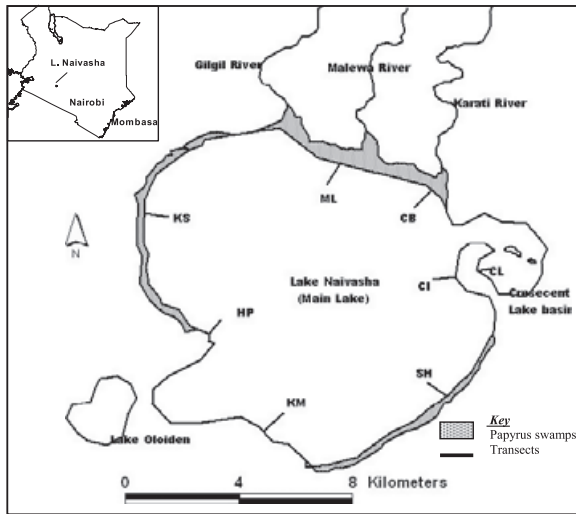 L. Naivasha
Nairobi
Mombasa
Gilgil River
Malewa River
Karati River
ML
KS
CB
N
CL
CI
Lake Naivasha
(Main Lake)
Crescent
Lake basin
HP
SH
KM
Lake Oloiden
Key
Papyrus swamps
Transects
0 4 8 Kilometers